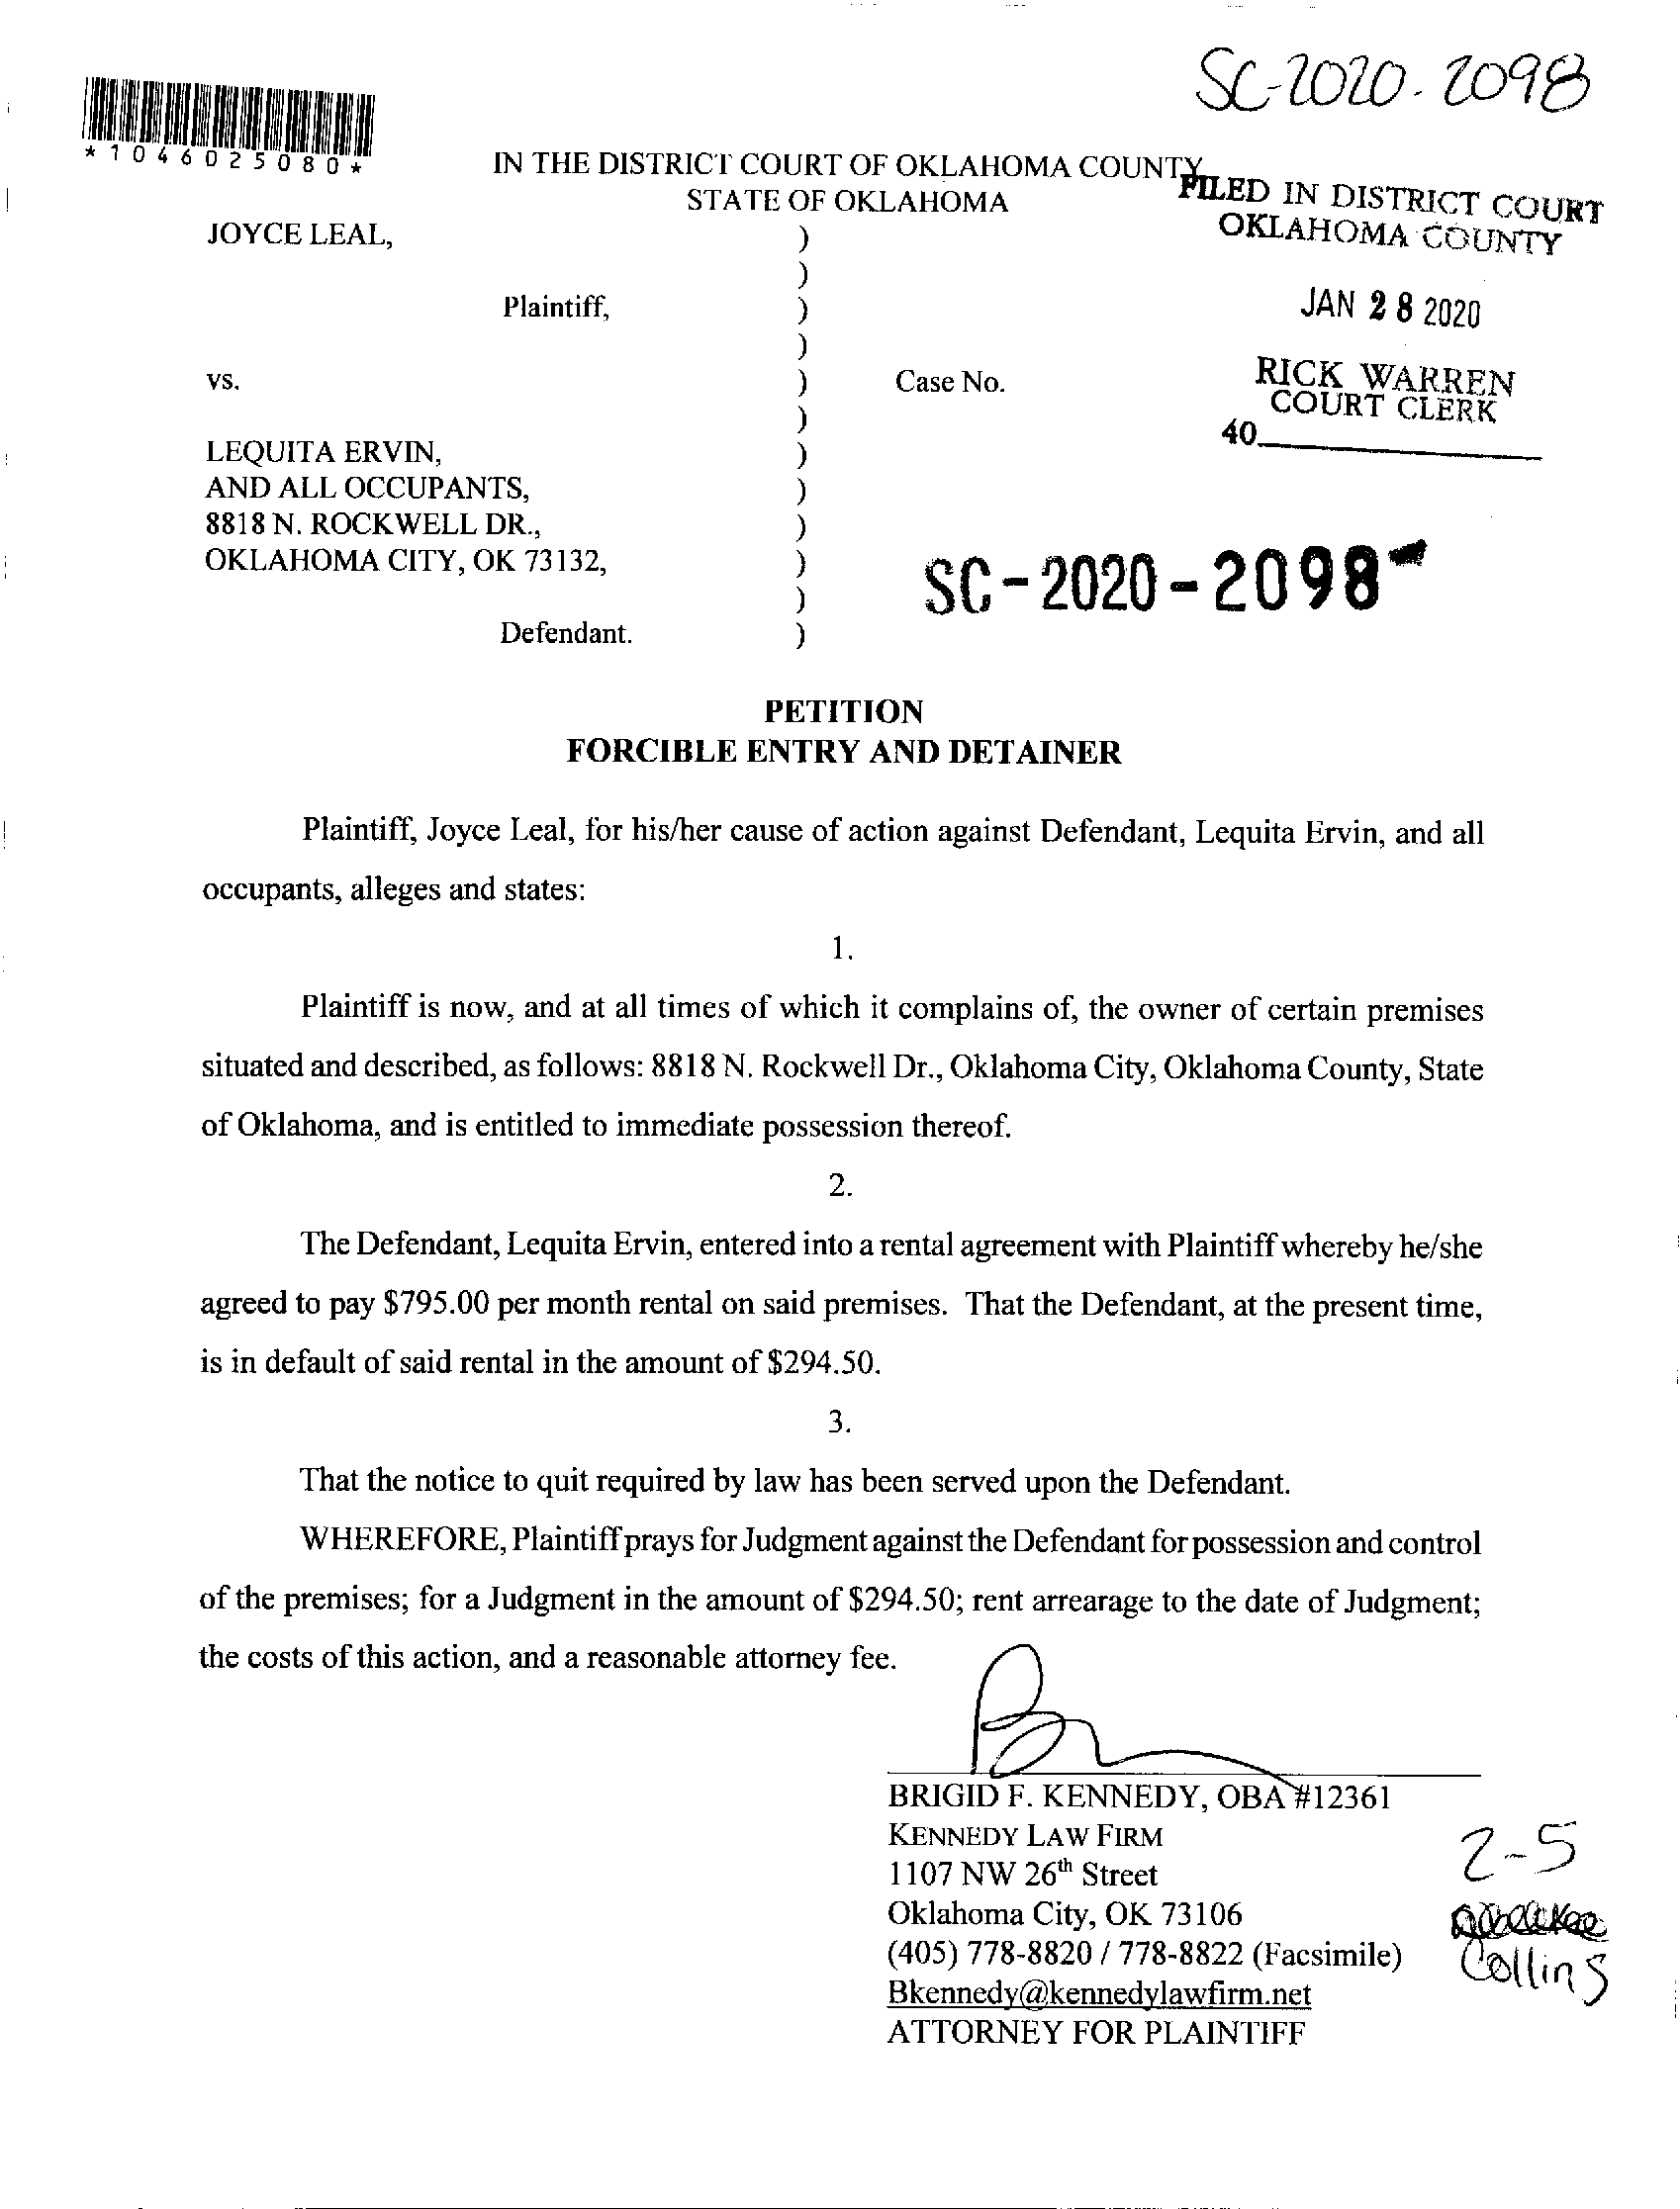 SC-2020-2098
*1046025080*
IN THE DISTRICT COURT OF OKLAHOMA COUNTY
STATE OF OKLAHOMA
FILED IN DISTRICT COURT
OKLAHOMA COUNTY
JAN 28 2020
RICK WARREN
COURT CLERK
40
JOYCE LEAL, )
)
Plaintiff, )
)
vs. ) Case No.
)
LEQUITA ERVIN, )
AND ALL OCCUPANTS, )
8818 N. ROCKWELL DR., )
OKLAHOMA CITY, OK 73132, )
) SC-2020-2098
Defendant. )
PETITION
FORCIBLE ENTRY AND DETAINER
Plaintiff, Joyce Leal, for his/her cause of action against Defendant, Lequita Ervin, and all
occupants, alleges and states:
1.
Plaintiff is now, and at all times of which it complains of, the owner of certain premises
situated and described, as follows: 8818 N. Rockwell Dr., Oklahoma City, Oklahoma County, State
of Oklahoma, and is entitled to immediate possession thereof.
2.
The Defendant, Lequita Ervin, entered into a rental agreement with Plaintiff whereby he/she
agreed to pay $795.00 per month rental on said premises. That the Defendant, at the present time,
is in default of said rental in the amount of $294.50.
3.
That the notice to quit required by law has been served upon the Defendant.
WHEREFORE, Plaintiff prays for Judgment against the Defendant for possession and control
of the premises; for a Judgment in the amount of $294.50; rent arrearage to the date of Judgment;
the costs of this action, and a reasonable attorney fee.
BRIGID F. KENNEDY, OBA #12361
KENNEDY LAW FIRM
1107 NW 26th Street
Oklahoma City, OK 73106
(405) 778-8820 / 778-8822 (Facsimile)
Bkennedy@kennedylawfirm.net
ATTORNEY FOR PLAINTIFF
2-5
Collins